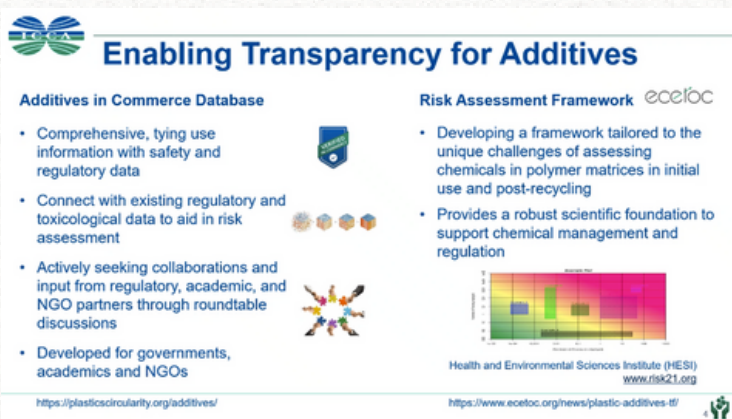 ICCA
Enabling Transparency for Additives
Additives in Commerce Database
• Comprehensive, tying use
information with safety and
regulatory data
• Connect with existing regulatory and
toxicological data to aid in risk
assessment
• Actively seeking collaborations and
input from regulatory, academic, and
NGO partners through roundtable
discussions
• Developed for governments,
academics and NGOs
https://plasticscircularity.org/additives/
VERIFIED
Risk Assessment Framework ecetoc
• Developing a framework tailored to the
unique challenges of assessing
chemicals in polymer matrices in initial
use and post-recycling
• Provides a robust scientific foundation to
support chemical management and
regulation
Health and Environmental Sciences Institute (HESI)
www.risk21.org
https://www.ecetoc.org/news/plastic-additives-tf/
4